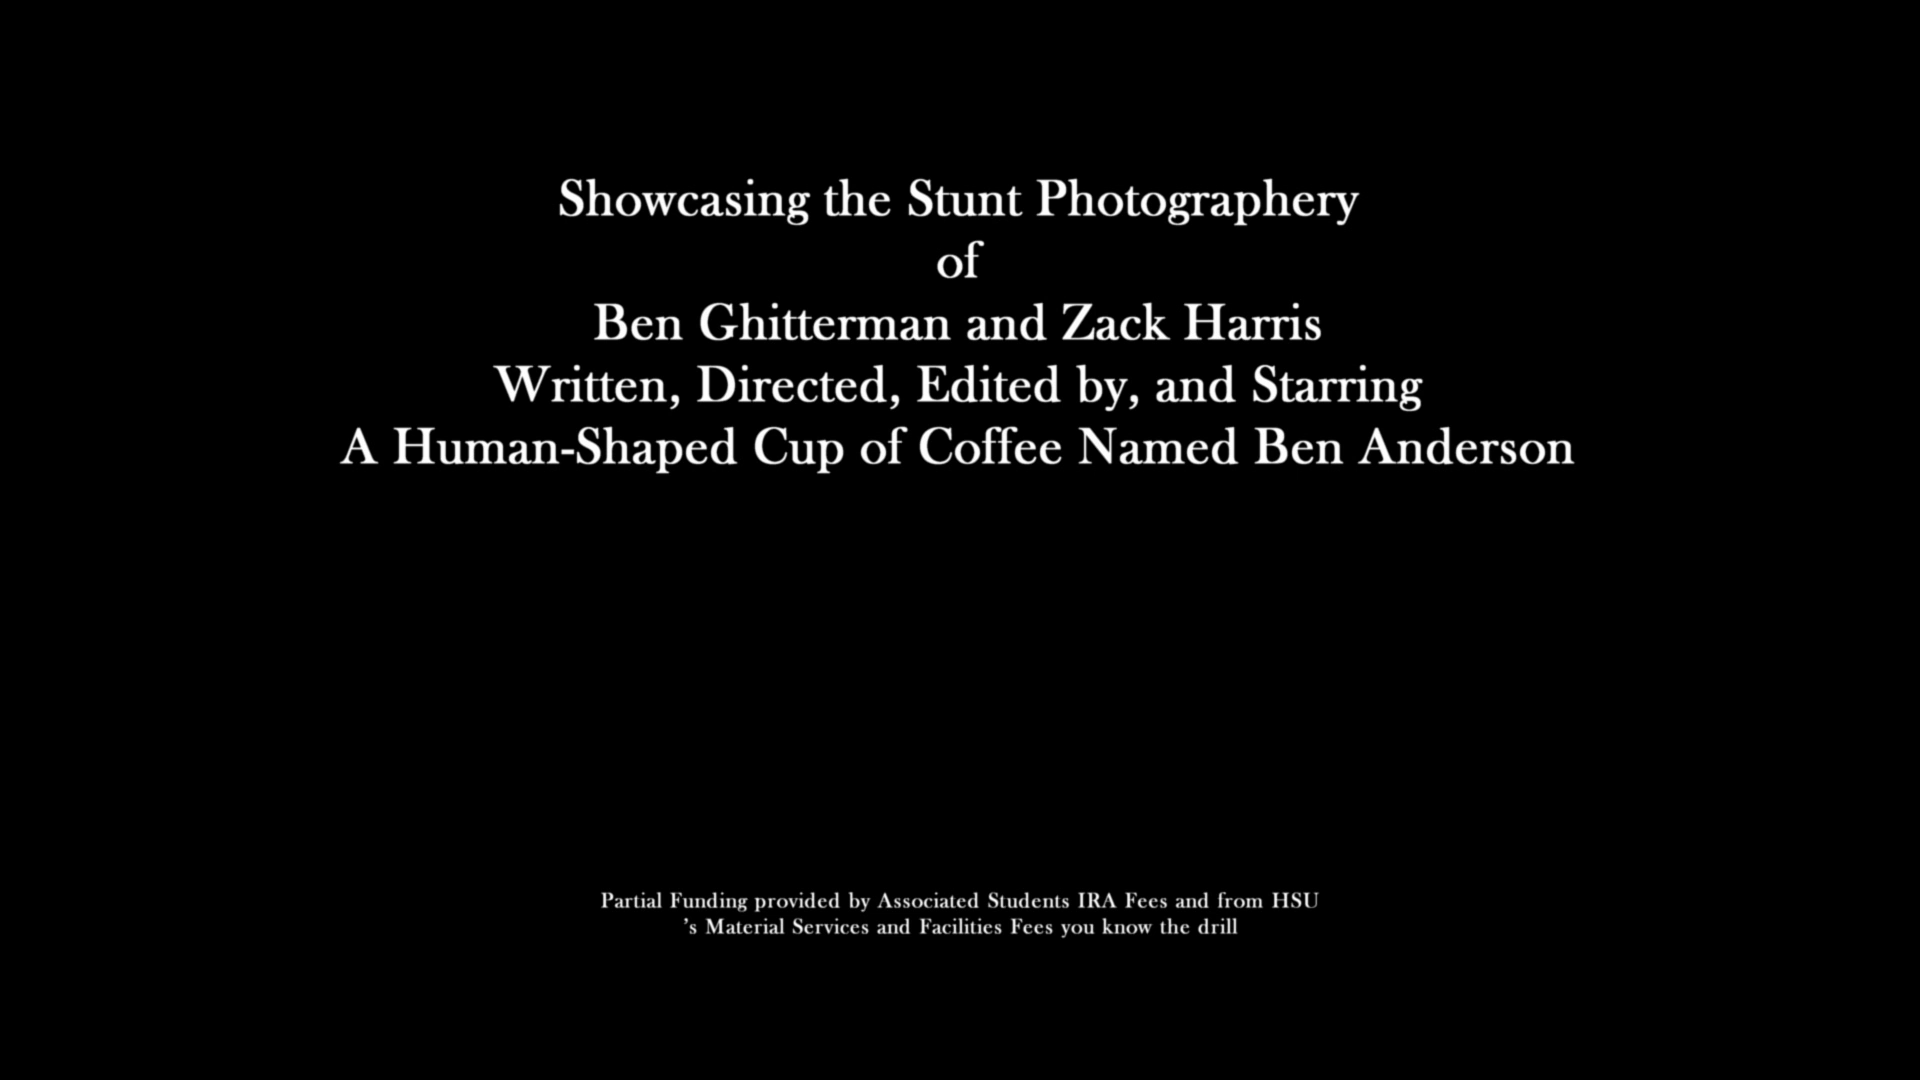 Showcasing the Stunt Photographery
of
Ben Ghitterman and Zack Harris
Written, Directed, Edited by, and Starring
A Human-Shaped Cup of Coffee Named Ben Anderson
Partial Funding provided by Associated Students IRA Fees and from HSU
’s Material Services and Facilities Fees you know the drill